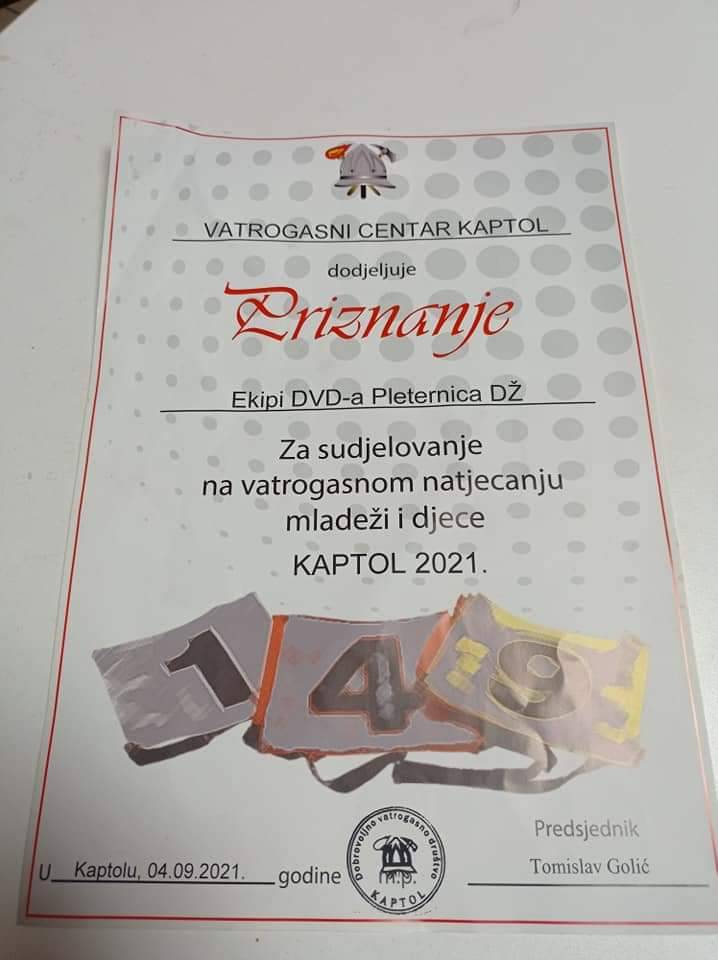 VATROGASNI CENTAR KAPTOL
dodjeljuje
Priznanje
Ekipi DVD-a Pleternica DŽ
Za sudjelovanje
na vatrogasnom natjecanju
mladeži i djece
KAPTOL 2021.
1 4 9
Dobrovoljno vatrogasno društvo
KAPTOL
m.p.
U Kaptolu, 04.09.2021. godine
Predsjednik
Tomislav Golić